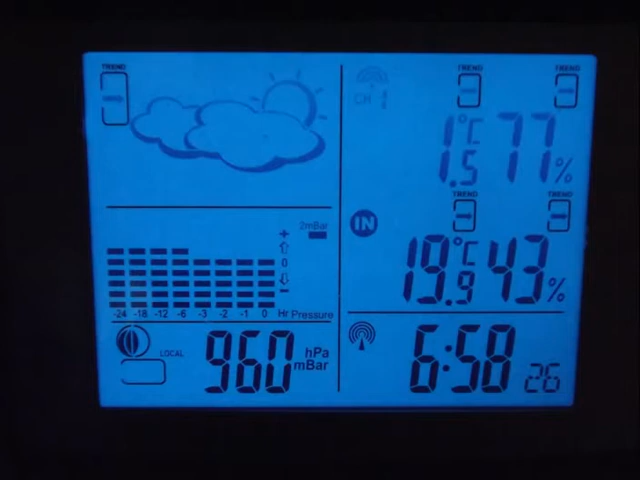 TREND
TREND TREND
CH 1
1.5 °C 77 %
TREND TREND
IN
19.9 °C 43 %
2mBar
+
0
-
-24 -18 -12 -6 -3 -2 -1 0 Hr Pressure
LOCAL
960 hPa
mBar
6:58 26